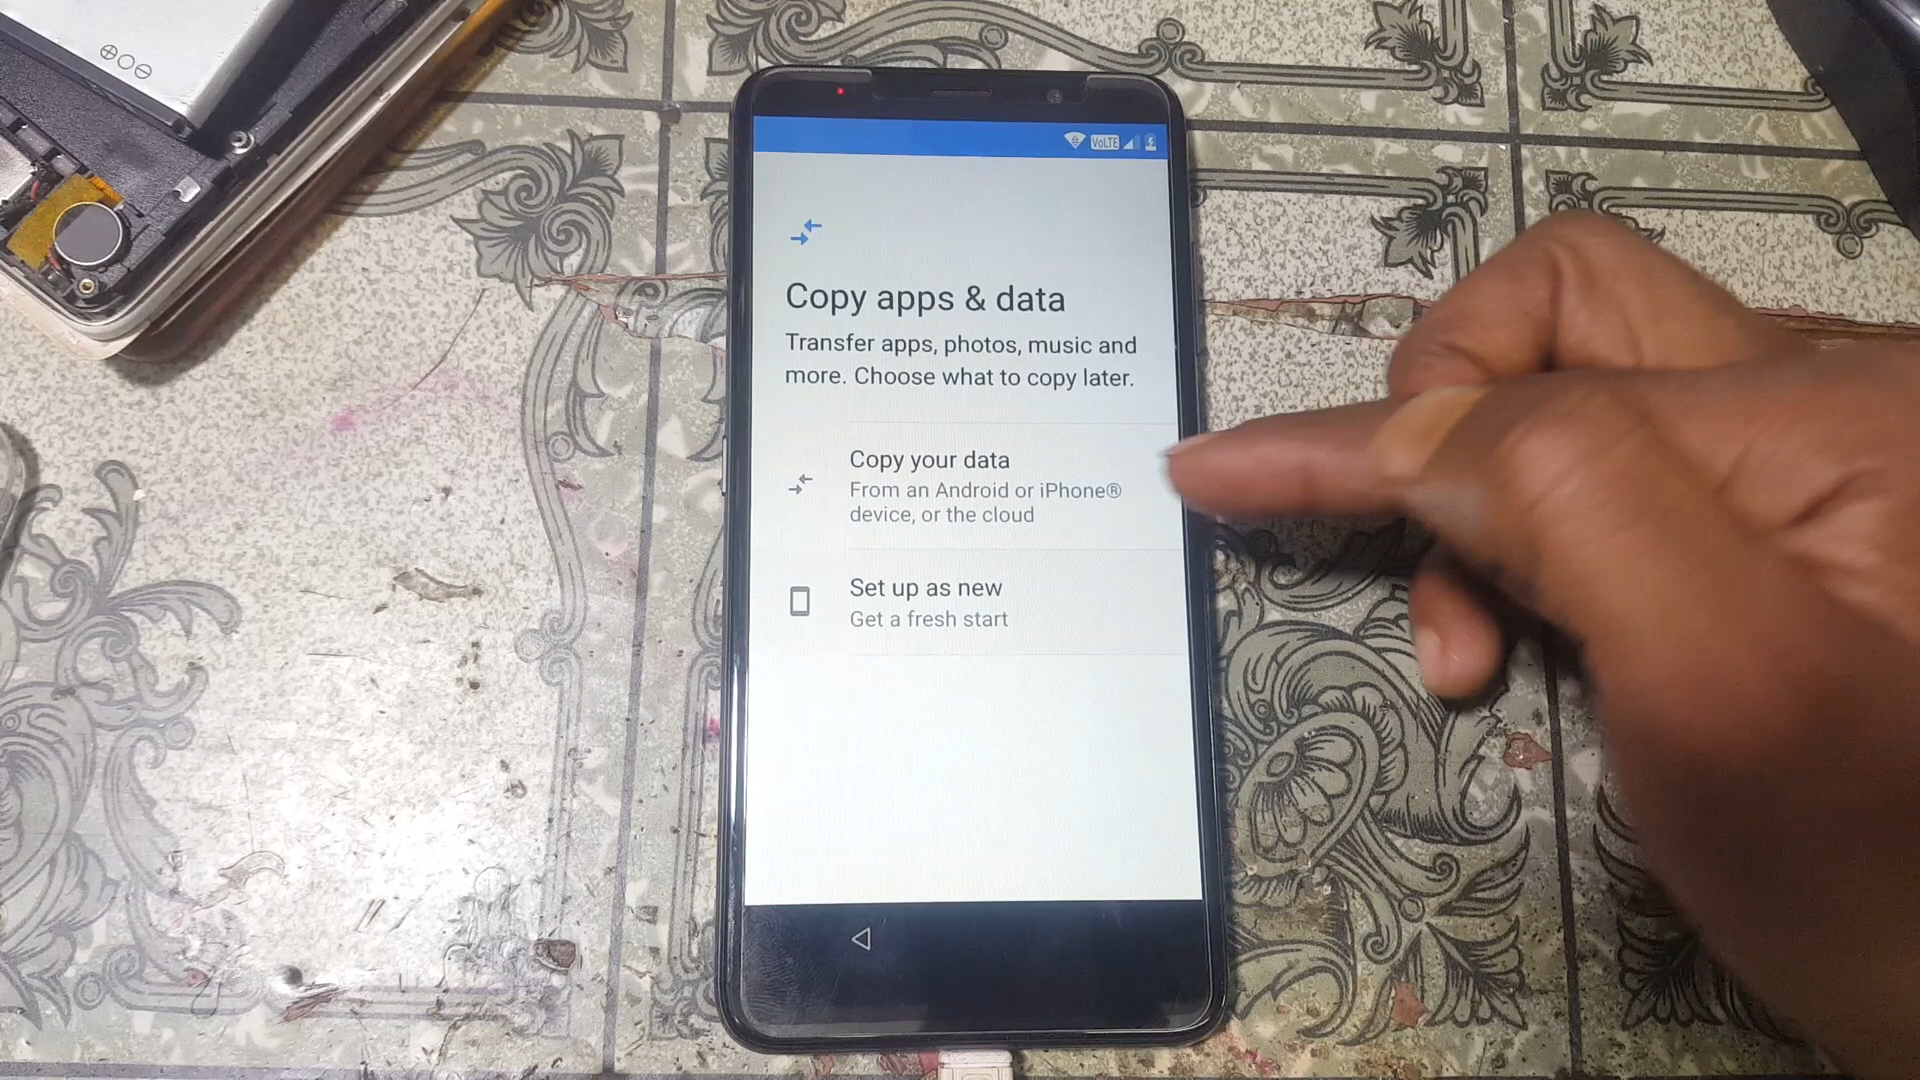 VoLTE
Copy apps & data
Transfer apps, photos, music and
more. Choose what to copy later.
Copy your data
From an Android or iPhone®
device, or the cloud
Set up as new
Get a fresh start